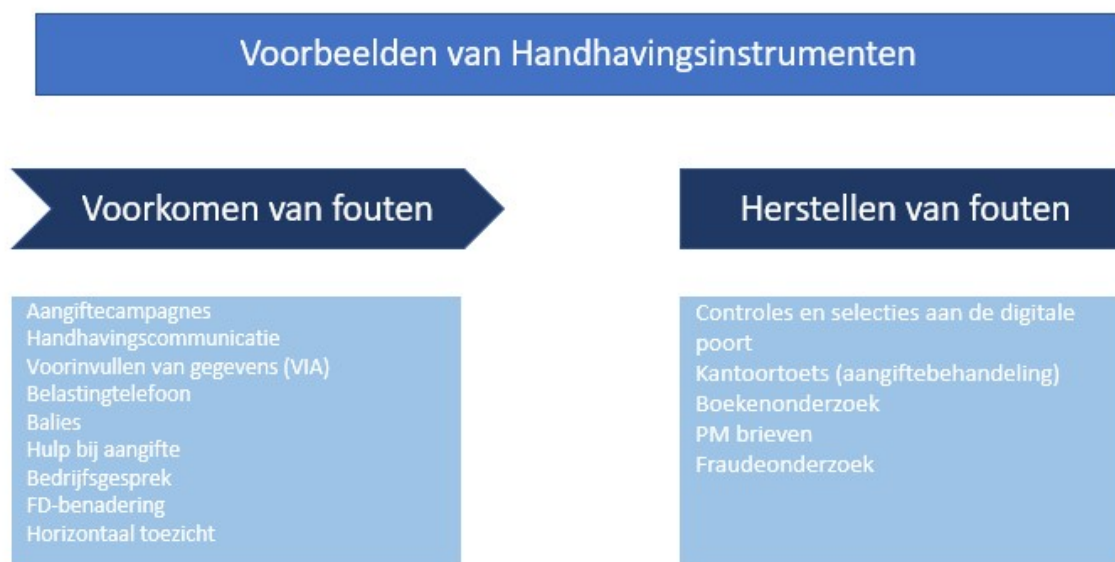 Voorbeelden van Handhavingsinstrumenten
Voorkomen van fouten
Aangiftecampagnes
Handhavingscommunicatie
Voorinvullen van gegevens (VIA)
Belastingtelefoon
Balies
Hulp bij aangifte
Bedrijfsgesprek
FD-benadering
Horizontaal toezicht
Herstellen van fouten
Controles en selecties aan de digitale
poort
Kantoortoets (aangiftebehandeling)
Boekenonderzoek
PM brieven
Fraudeonderzoek